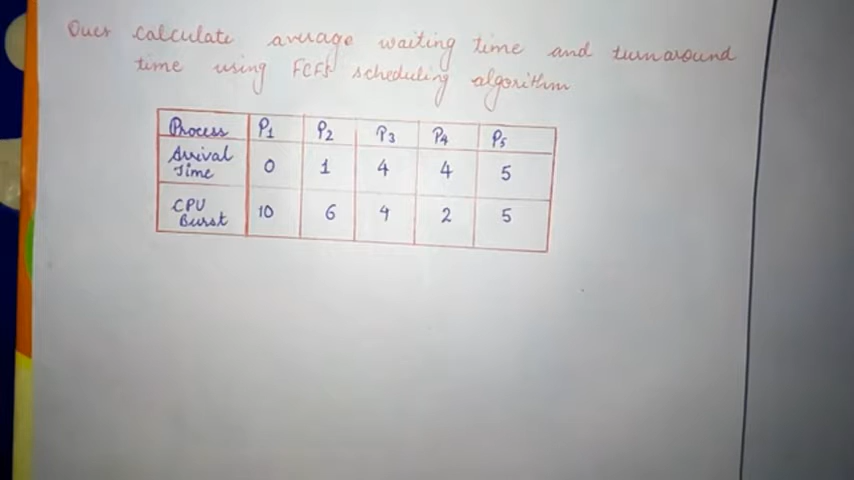 Ques calculate average waiting time and turnaround
time using FCFS scheduling algorithm
Process P1 P2 P3 P4 P5
Arrival Time 0 1 4 4 5
CPU Burst 10 6 4 2 5